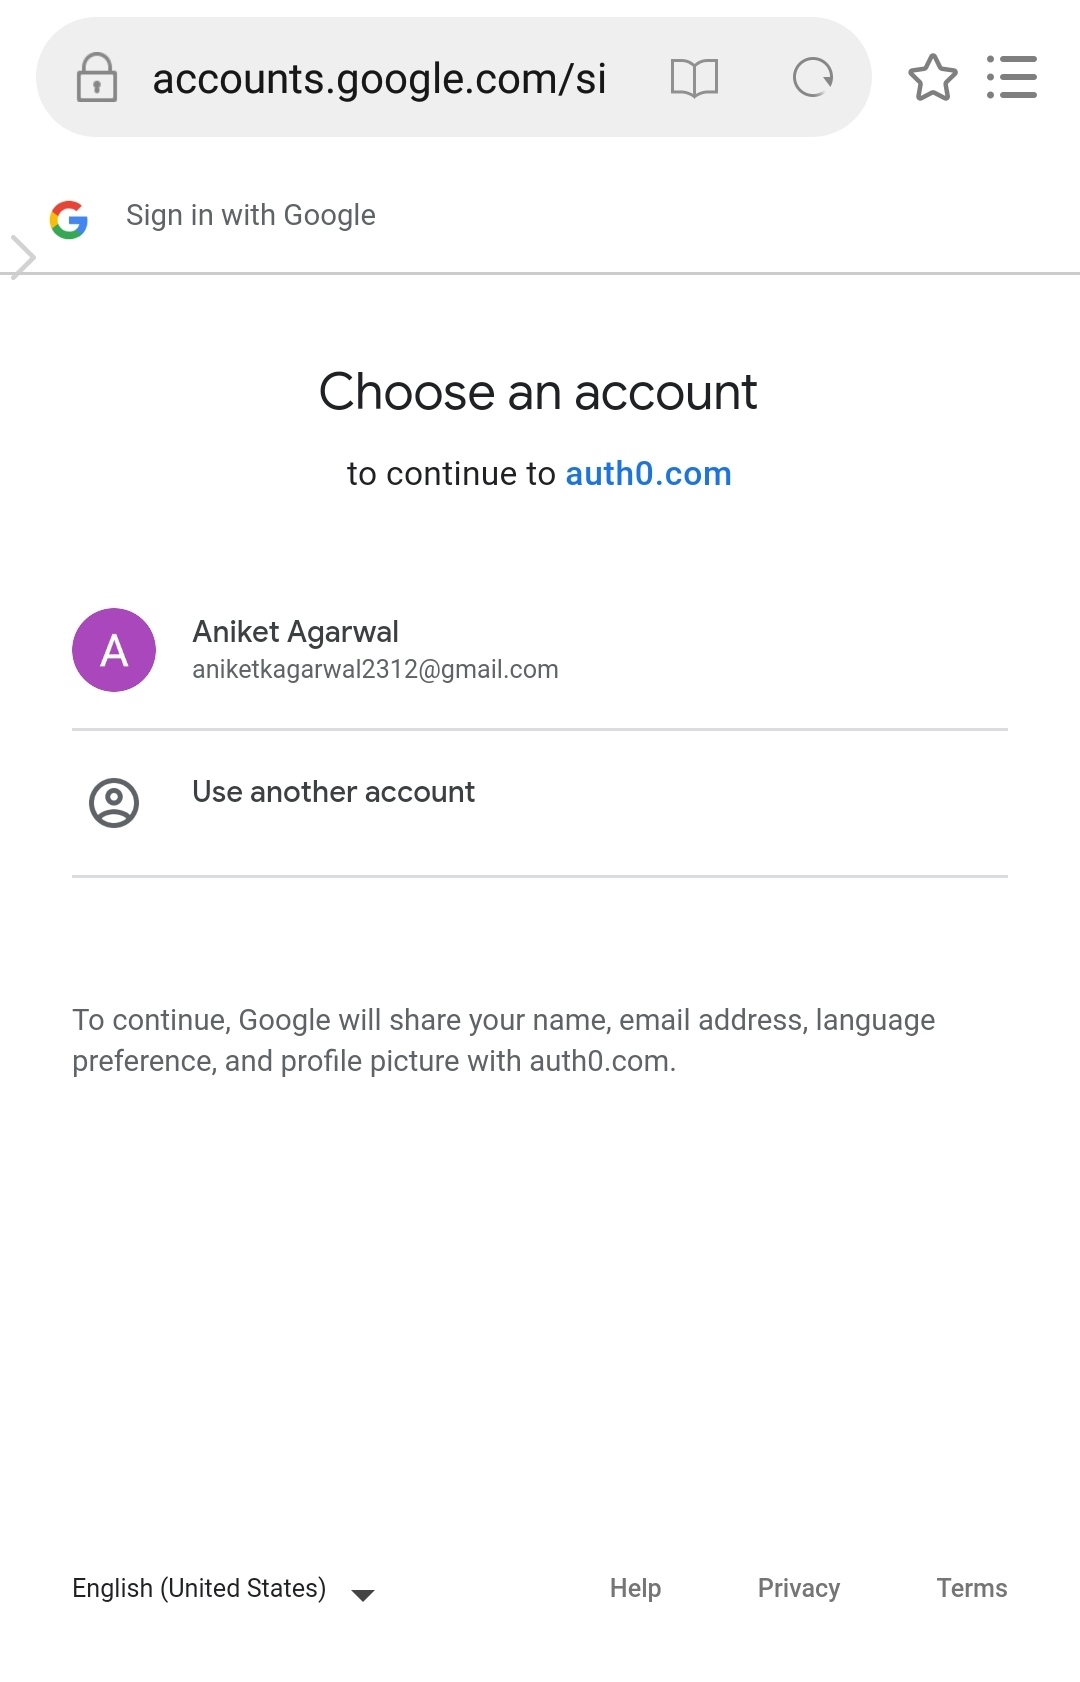 accounts.google.com/si
Sign in with Google
Choose an account
to continue to auth0.com
A
Aniket Agarwal
aniketkagarwal2312@gmail.com
Use another account
To continue, Google will share your name, email address, language
preference, and profile picture with auth0.com.
English (United States)
Help
Privacy
Terms